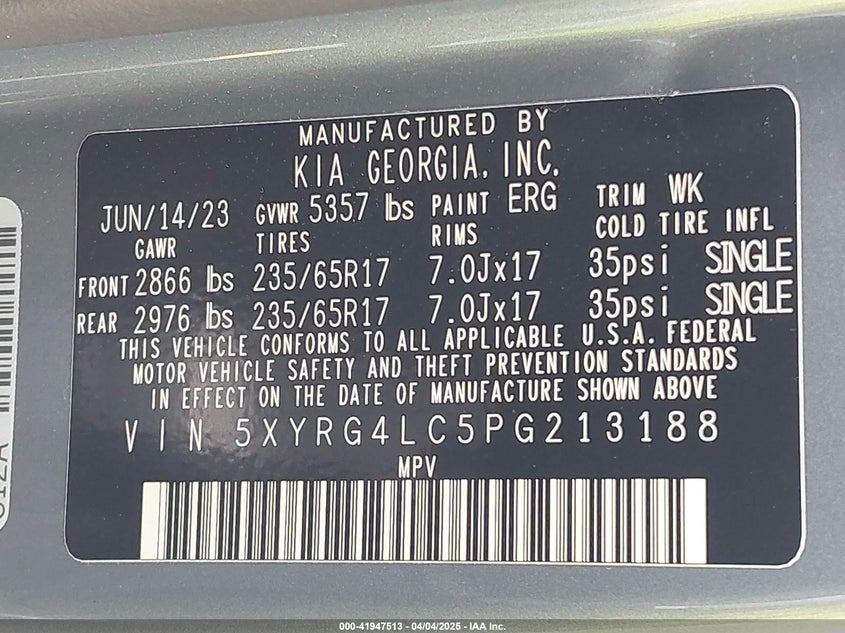 MANUFACTURED BY
KIA GEORGIA, INC.
JUN/14/23 GVWR 5357 lbs PAINT ERG TRIM WK
GAWR TIRES RIMS COLD TIRE INFL
FRONT 2866 lbs 235/65R17 7.0Jx17 35psi SINGLE
REAR 2976 lbs 235/65R17 7.0Jx17 35psi SINGLE
THIS VEHICLE CONFORMS TO ALL APPLICABLE U.S.A. FEDERAL
MOTOR VEHICLE SAFETY AND THEFT PREVENTION STANDARDS
IN EFFECT ON THE DATE OF MANUFACTURE SHOWN ABOVE
VIN 5XYRG4LC5PG213188
MPV
000-41947513 - 04/04/2025 - IAA Inc.